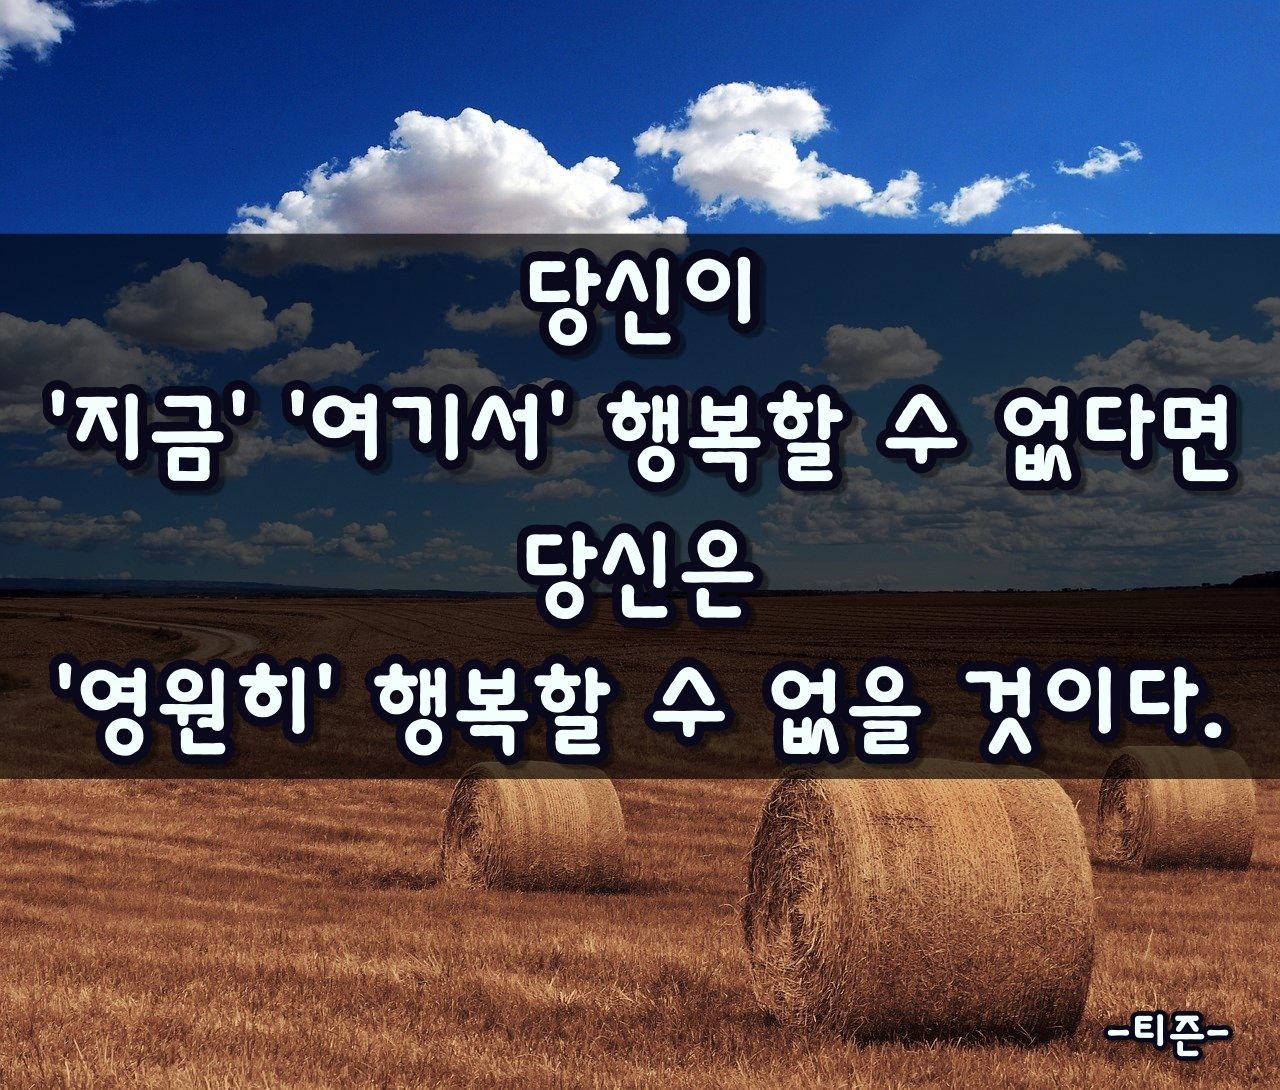 당신이
'지금' '여기서' 행복할 수 없다면
당신은
'영원히' 행복할 수 없을 것이다.
-티즌-